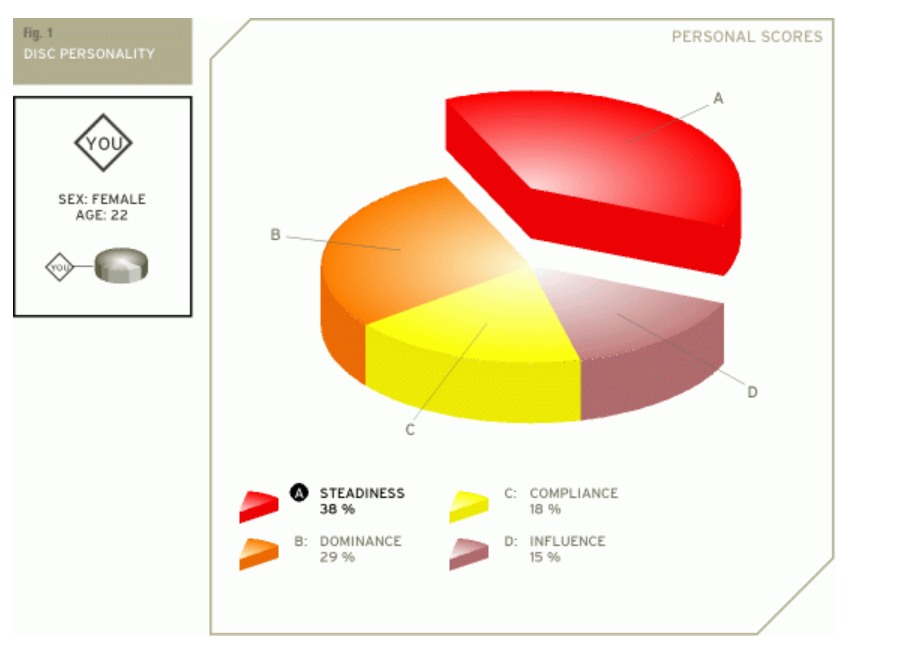 Fig. 1
DISC PERSONALITY
YOU
SEX: FEMALE
AGE: 22
YOU
PERSONAL SCORES
A
B
C
D
A STEADINESS
38 %
B: DOMINANCE
29 %
C: COMPLIANCE
18 %
D: INFLUENCE
15 %